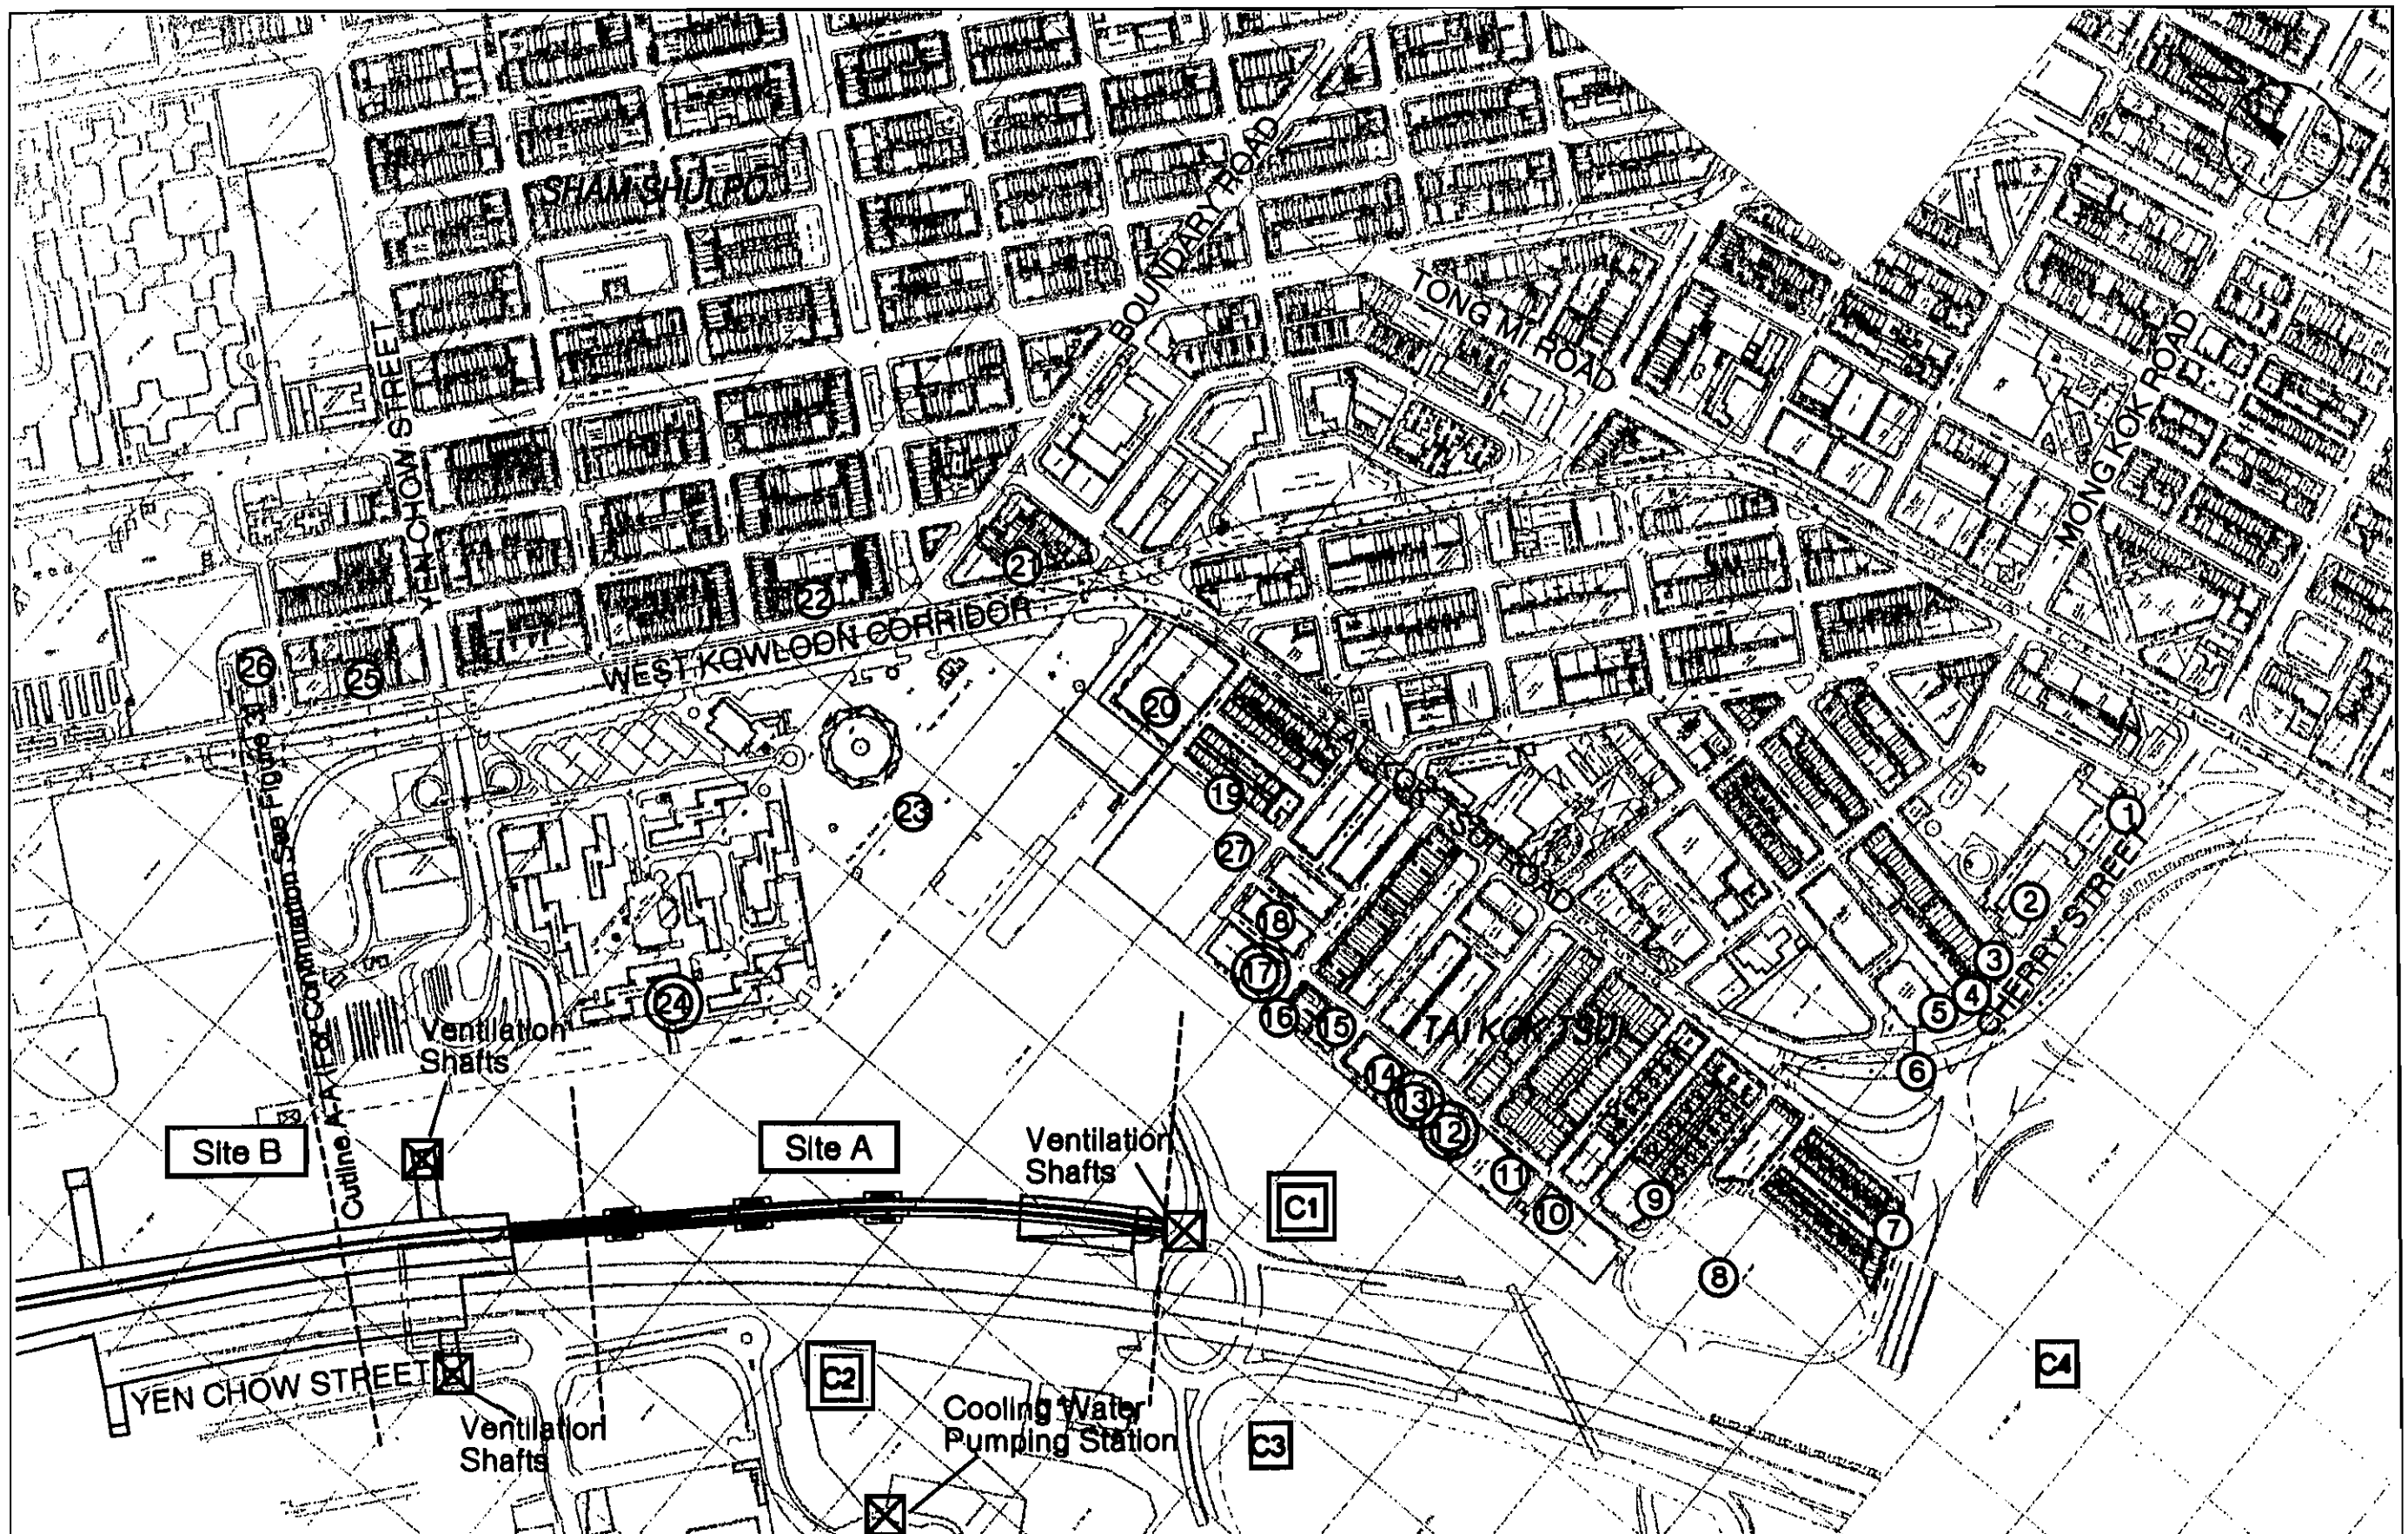 N
SHAM SHUI PO
BOUNDARY ROAD
TONG MI ROAD
MONG KOK ROAD
YEN CHOW STREET
21
22
WEST KOWLOON CORRIDOR
26
25
20
19
23
27
TAI KOK TSUI ROAD
1
2
18
17
CHERRY STREET
3
4
5
6
24
16
15
TAI KOK TSUI
14
13
12
11
10
9
8
7
Cutline A-A (For Continuation See Figure 3)
Ventilation
Shafts
Site B
Site A
Ventilation
Shafts
C1
C2
C3
C4
YEN CHOW STREET
Ventilation
Shafts
Cooling Water
Pumping Station